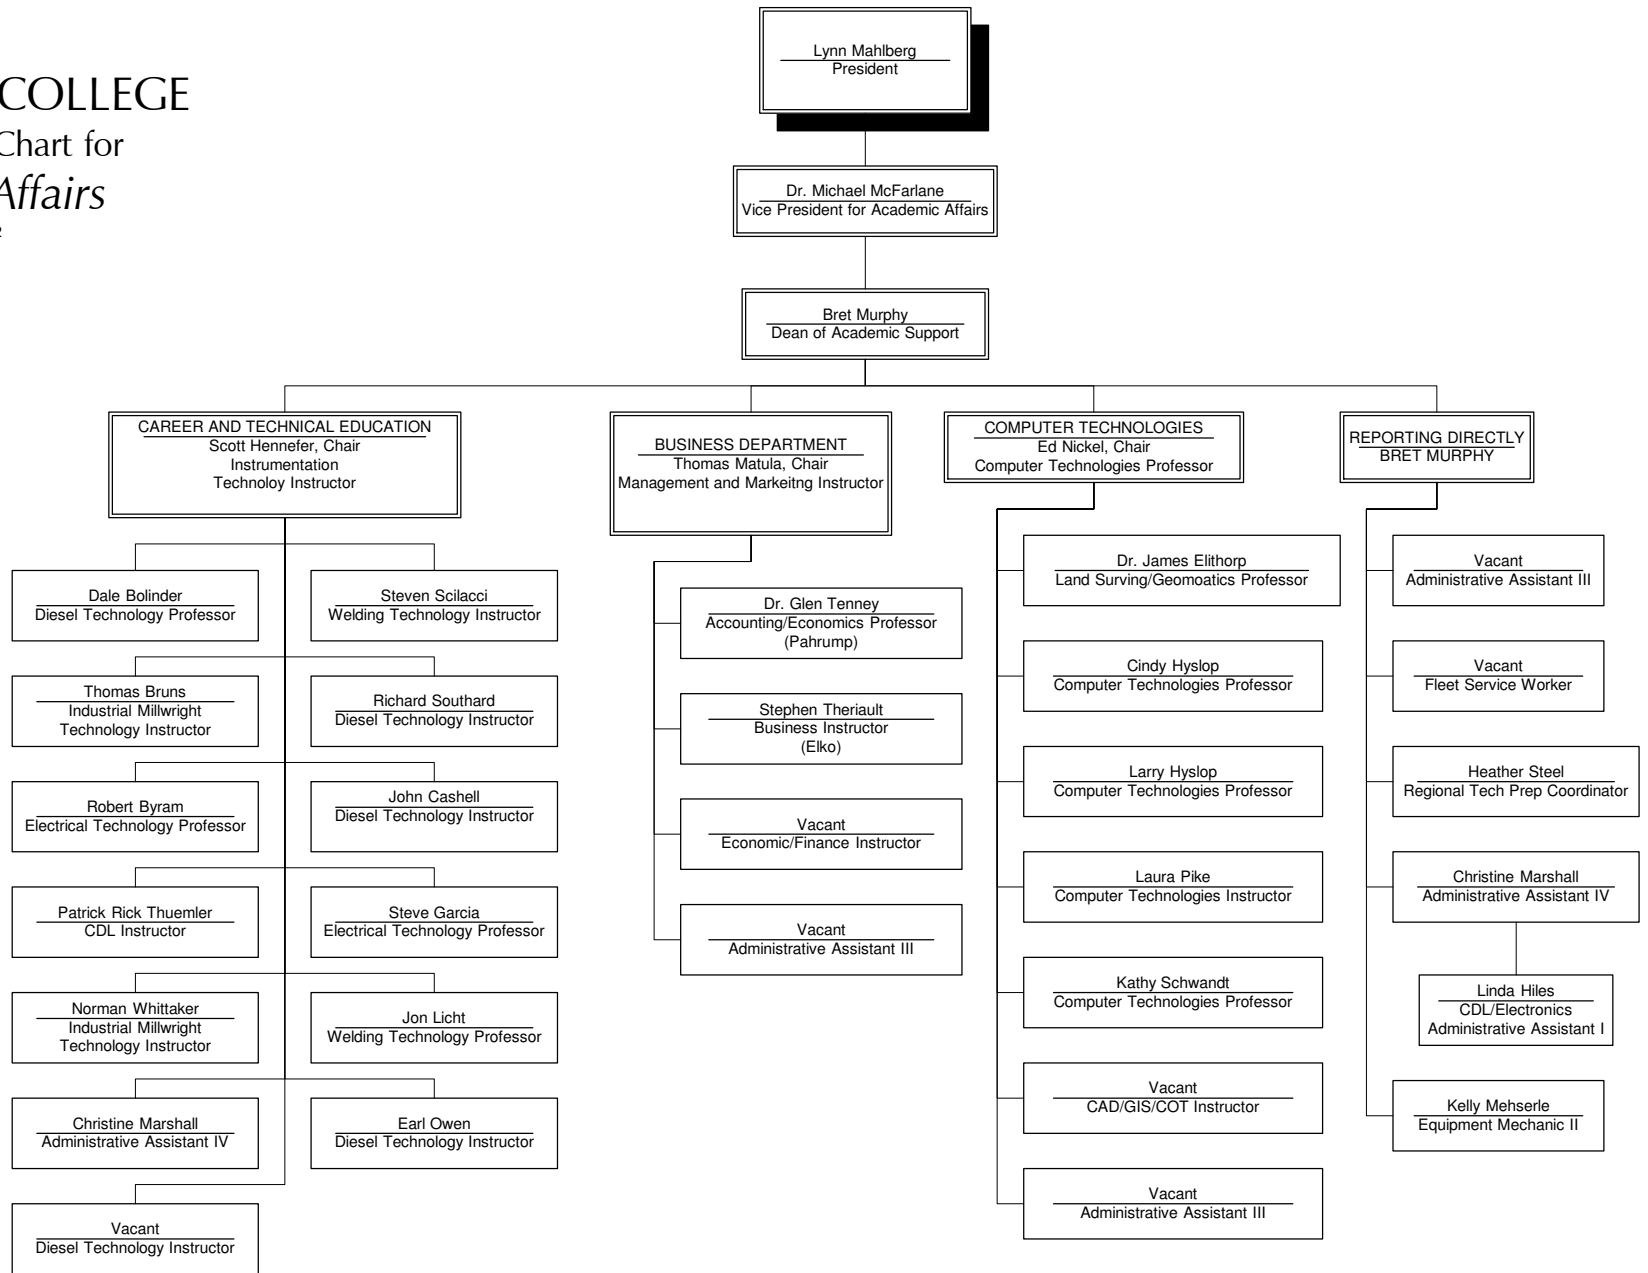 COLLEGE
Chart for
Affairs
2
Lynn Mahlberg
President
Dr. Michael McFarlane
Vice President for Academic Affairs
Bret Murphy
Dean of Academic Support
CAREER AND TECHNICAL EDUCATION
Scott Hennefer, Chair
Instrumentation
Technoloy Instructor
Dale Bolinder
Diesel Technology Professor
Steven Scilacci
Welding Technology Instructor
Thomas Bruns
Industrial Millwright
Technology Instructor
Richard Southard
Diesel Technology Instructor
Robert Byram
Electrical Technology Professor
John Cashell
Diesel Technology Instructor
Patrick Rick Thuemler
CDL Instructor
Steve Garcia
Electrical Technology Professor
Norman Whittaker
Industrial Millwright
Technology Instructor
Jon Licht
Welding Technology Professor
Christine Marshall
Administrative Assistant IV
Earl Owen
Diesel Technology Instructor
Vacant
Diesel Technology Instructor
BUSINESS DEPARTMENT
Thomas Matula, Chair
Management and Markeitng Instructor
Dr. Glen Tenney
Accounting/Economics Professor
(Pahrump)
Stephen Theriault
Business Instructor
(Elko)
Vacant
Economic/Finance Instructor
Vacant
Administrative Assistant III
COMPUTER TECHNOLOGIES
Ed Nickel, Chair
Computer Technologies Professor
Dr. James Elithorp
Land Surving/Geomoatics Professor
Cindy Hyslop
Computer Technologies Professor
Larry Hyslop
Computer Technologies Professor
Laura Pike
Computer Technologies Instructor
Kathy Schwandt
Computer Technologies Professor
Vacant
CAD/GIS/COT Instructor
Vacant
Administrative Assistant III
REPORTING DIRECTLY
BRET MURPHY
Vacant
Administrative Assistant III
Vacant
Fleet Service Worker
Heather Steel
Regional Tech Prep Coordinator
Christine Marshall
Administrative Assistant IV
Linda Hiles
CDL/Electronics
Administrative Assistant I
Kelly Mehserle
Equipment Mechanic II